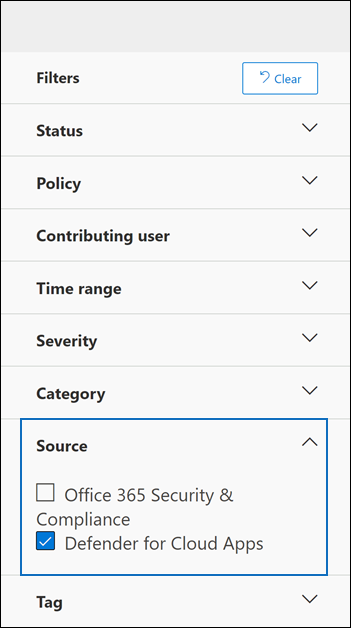 Filters
Clear
Status
Policy
Contributing user
Time range
Severity
Category
Source
Office 365 Security &
Compliance
Defender for Cloud Apps
Tag